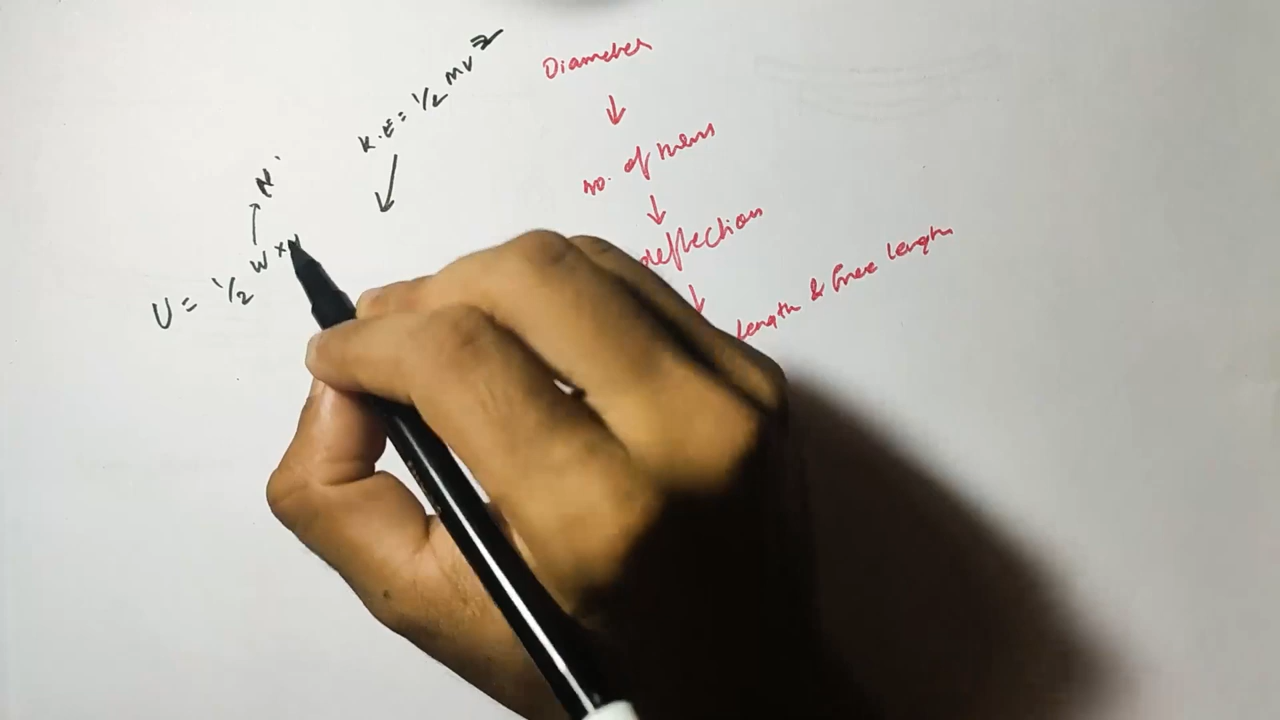 K.E = 1/2 mv²
N
U = 1/2 W ×
Diameter
↓
no. of turns
↓
deflection
↓
length & free length